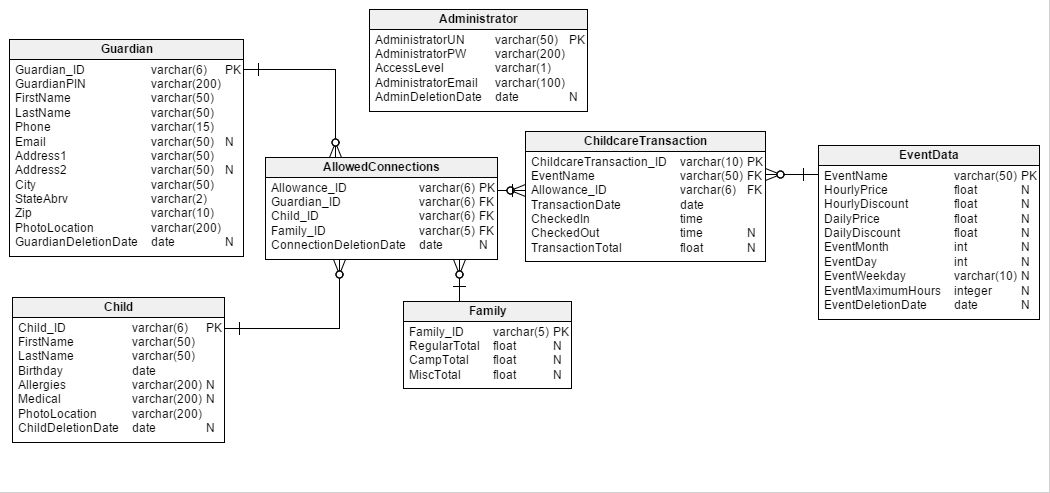 Administrator
AdministratorUN varchar(50) PK
AdministratorPW varchar(200)
AccessLevel varchar(1)
AdministratorEmail varchar(100)
AdminDeletionDate date N
Guardian
Guardian_ID varchar(6) PK
GuardianPIN varchar(200)
FirstName varchar(50)
LastName varchar(50)
Phone varchar(15)
Email varchar(50) N
Address1 varchar(50)
Address2 varchar(50) N
City varchar(50)
StateAbrv varchar(2)
Zip varchar(10)
PhotoLocation varchar(200)
GuardianDeletionDate date N
AllowedConnections
Allowance_ID varchar(6) PK
Guardian_ID varchar(6) FK
Child_ID varchar(6) FK
Family_ID varchar(5) FK
ConnectionDeletionDate date N
ChildcareTransaction
ChildcareTransaction_ID varchar(10) PK
EventName varchar(50) FK
Allowance_ID varchar(6) FK
TransactionDate date
CheckedIn time
CheckedOut time N
TransactionTotal float N
EventData
EventName varchar(50) PK
HourlyPrice float N
HourlyDiscount float N
DailyPrice float N
DailyDiscount float N
EventMonth int N
EventDay int N
EventWeekday varchar(10) N
EventMaximumHours integer N
EventDeletionDate date N
Child
Child_ID varchar(6) PK
FirstName varchar(50)
LastName varchar(50)
Birthday date
Allergies varchar(200) N
Medical varchar(200) N
PhotoLocation varchar(200)
ChildDeletionDate date N
Family
Family_ID varchar(5) PK
RegularTotal float N
CampTotal float N
MiscTotal float N